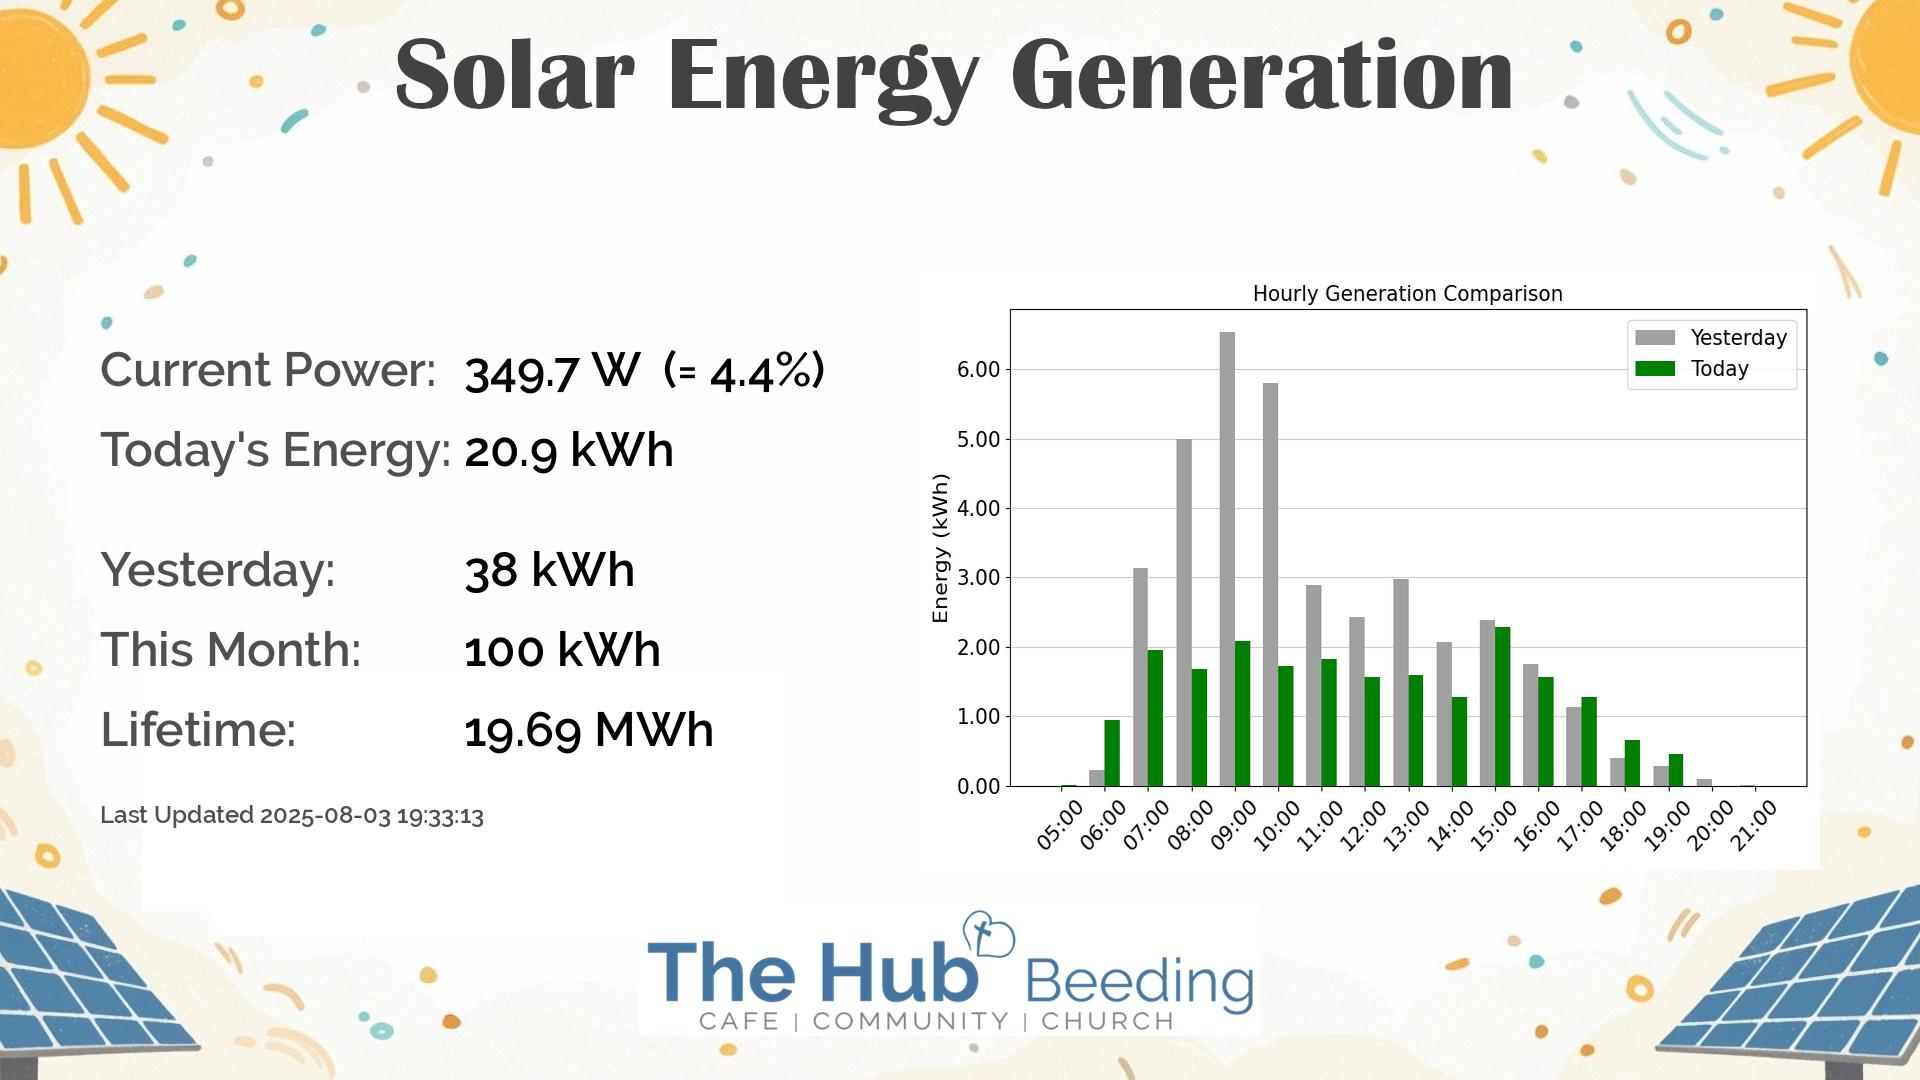 Solar Energy Generation
Current Power: 349.7 W (= 4.4%)
Today's Energy: 20.9 kWh
Yesterday: 38 kWh
This Month: 100 kWh
Lifetime: 19.69 MWh
Last Updated 2025-08-03 19:33:13
Hourly Generation Comparison
Yesterday
Today
Energy (kWh)
6.00
5.00
4.00
3.00
2.00
1.00
0.00
05:00 06:00 07:00 08:00 09:00 10:00 11:00 12:00 13:00 14:00 15:00 16:00 17:00 18:00 19:00 20:00 21:00
The Hub Beeding
CAFE | COMMUNITY | CHURCH